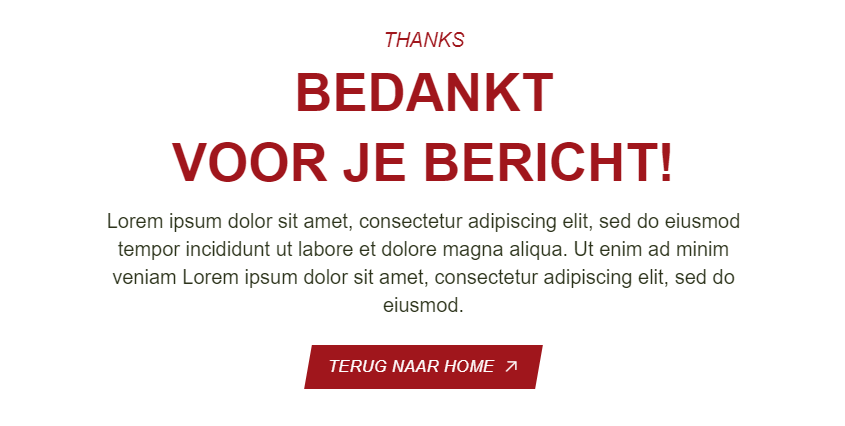 THANKS
BEDANKT
VOOR JE BERICHT!
Lorem ipsum dolor sit amet, consectetur adipiscing elit, sed do eiusmod
tempor incididunt ut labore et dolore magna aliqua. Ut enim ad minim
veniam Lorem ipsum dolor sit amet, consectetur adipiscing elit, sed do
eiusmod.
TERUG NAAR HOME